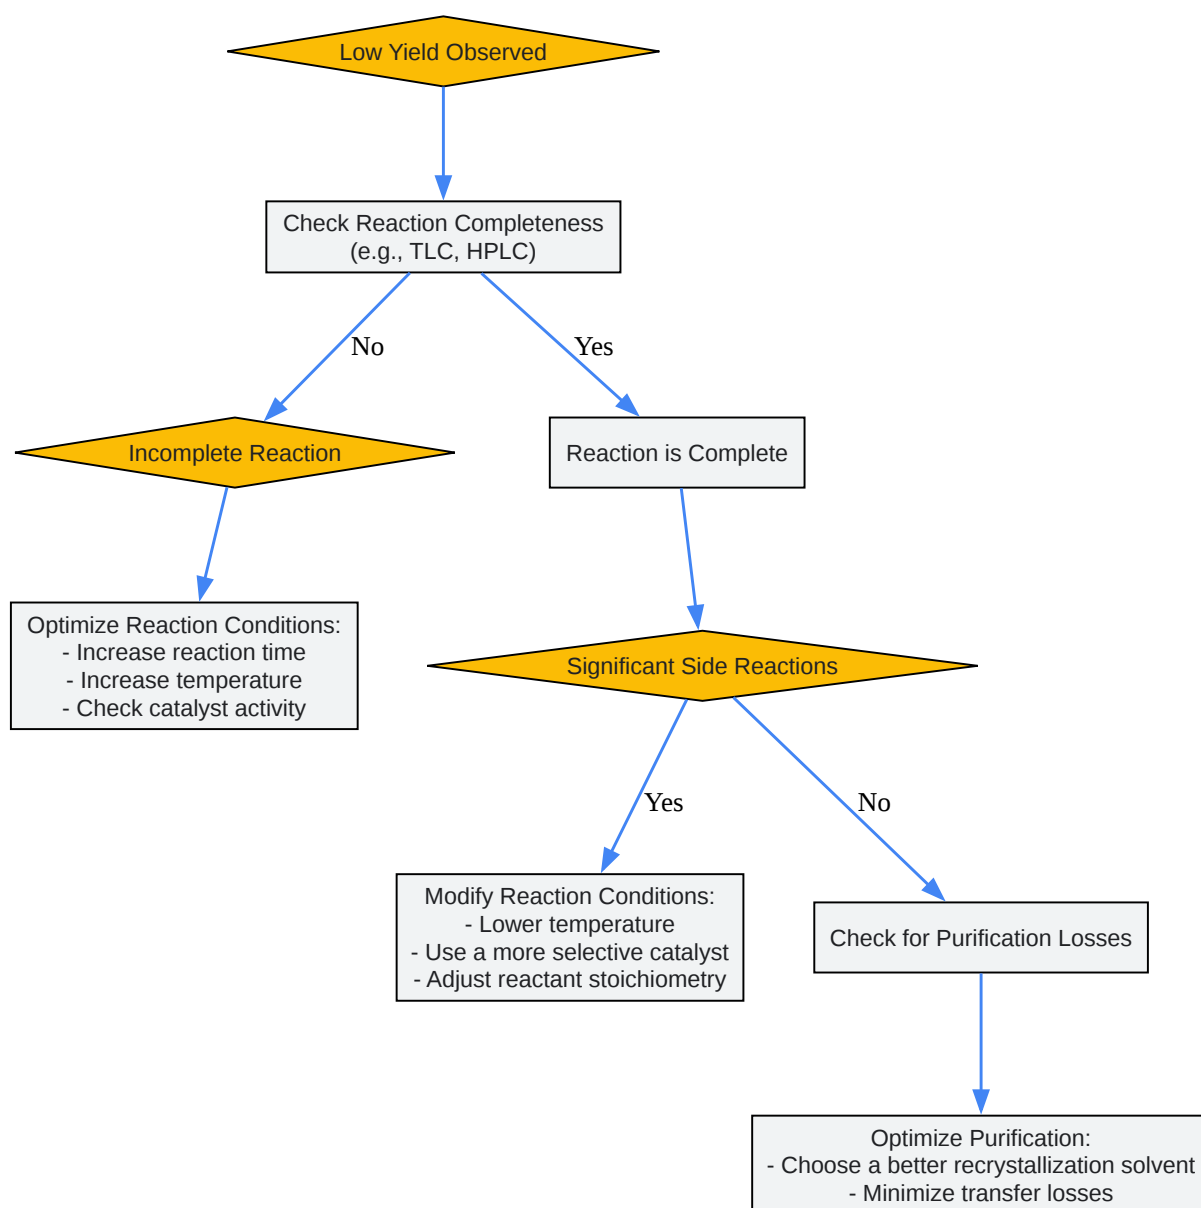 Low Yield Observed
Check Reaction Completeness
(e.g., TLC, HPLC)
No
Yes
Incomplete Reaction
Reaction is Complete
Optimize Reaction Conditions:
- Increase reaction time
- Increase temperature
- Check catalyst activity
Significant Side Reactions
Yes
No
Modify Reaction Conditions:
- Lower temperature
- Use a more selective catalyst
- Adjust reactant stoichiometry
Check for Purification Losses
Optimize Purification:
- Choose a better recrystallization solvent
- Minimize transfer losses